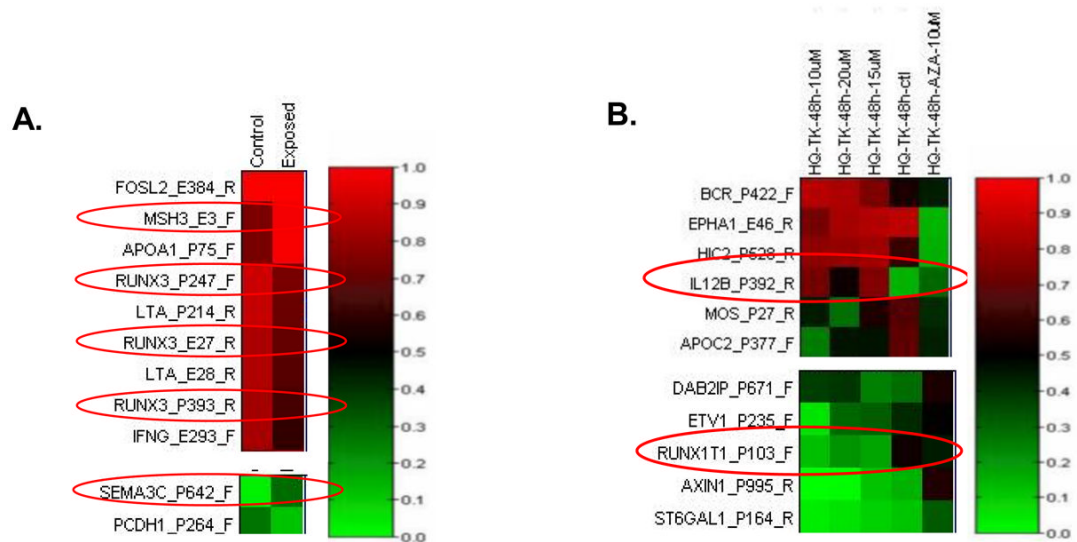 A.
Control
Exposed
FOSL2_E384_R
MSH3_E3_F
APOA1_P75_F
RUNX3_P247_F
LTA_P214_R
RUNX3_E27_R
LTA_E28_R
RUNX3_P393_R
IFNG_E293_F
SEMA3C_P642_F
PCDH1_P264_F
1.0
0.9
0.8
0.7
0.6
0.5
0.4
0.3
0.2
0.1
0.0
B.
HQ-TK-48h-10uM
HQ-TK-48h-20uM
HQ-TK-48h-15uM
HQ-TK-48h-ctl
HQ-TK-48h-AZA-10uM
BCR_P422_F
EPHA1_E46_R
HIC2_P528_R
IL12B_P392_R
MOS_P27_R
APOC2_P377_F
DAB2IP_P671_F
ETV1_P235_F
RUNX1T1_P103_F
AXIN1_P995_R
ST6GAL1_P164_R
1.0
0.9
0.8
0.7
0.6
0.5
0.4
0.3
0.2
0.1
0.0